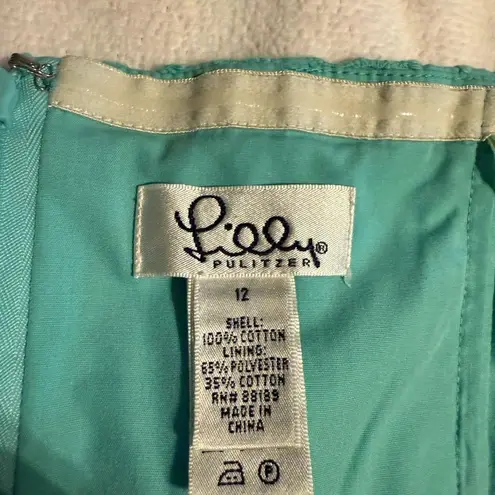 Lilly®
PULITZER
12
SHELL:
100% COTTON
LINING:
65% POLYESTER
35% COTTON
RN# 88189
MADE IN
CHINA
P